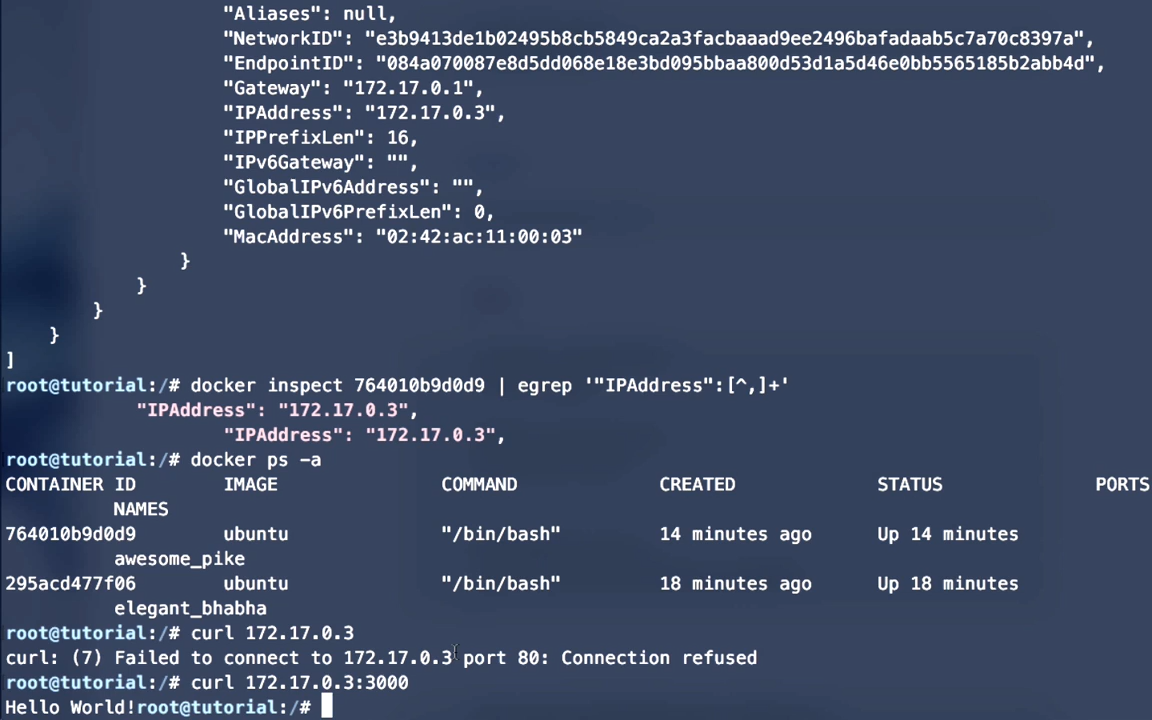 "Aliases": null,
"NetworkID": "e3b9413de1b02495b8cb5849ca2a3facbaaad9ee2496bafadaab5c7a70c8397a",
"EndpointID": "084a070087e8d5dd068e18e3bd095bbaa800d53d1a5d46e0bb5565185b2abb4d",
"Gateway": "172.17.0.1",
"IPAddress": "172.17.0.3",
"IPPrefixLen": 16,
"IPv6Gateway": "",
"GlobalIPv6Address": "",
"GlobalIPv6PrefixLen": 0,
"MacAddress": "02:42:ac:11:00:03"
}
}
}
}
]
root@tutorial:/# docker inspect 764010b9d0d9 | egrep '"IPAddress":[^,]+'
"IPAddress": "172.17.0.3",
"IPAddress": "172.17.0.3",
root@tutorial:/# docker ps -a
CONTAINER ID IMAGE COMMAND CREATED STATUS PORTS
NAMES
764010b9d0d9 ubuntu "/bin/bash" 14 minutes ago Up 14 minutes
awesome_pike
295acd477f06 ubuntu "/bin/bash" 18 minutes ago Up 18 minutes
elegant_bhabha
root@tutorial:/# curl 172.17.0.3
curl: (7) Failed to connect to 172.17.0.3 port 80: Connection refused
root@tutorial:/# curl 172.17.0.3:3000
Hello World!root@tutorial:/#